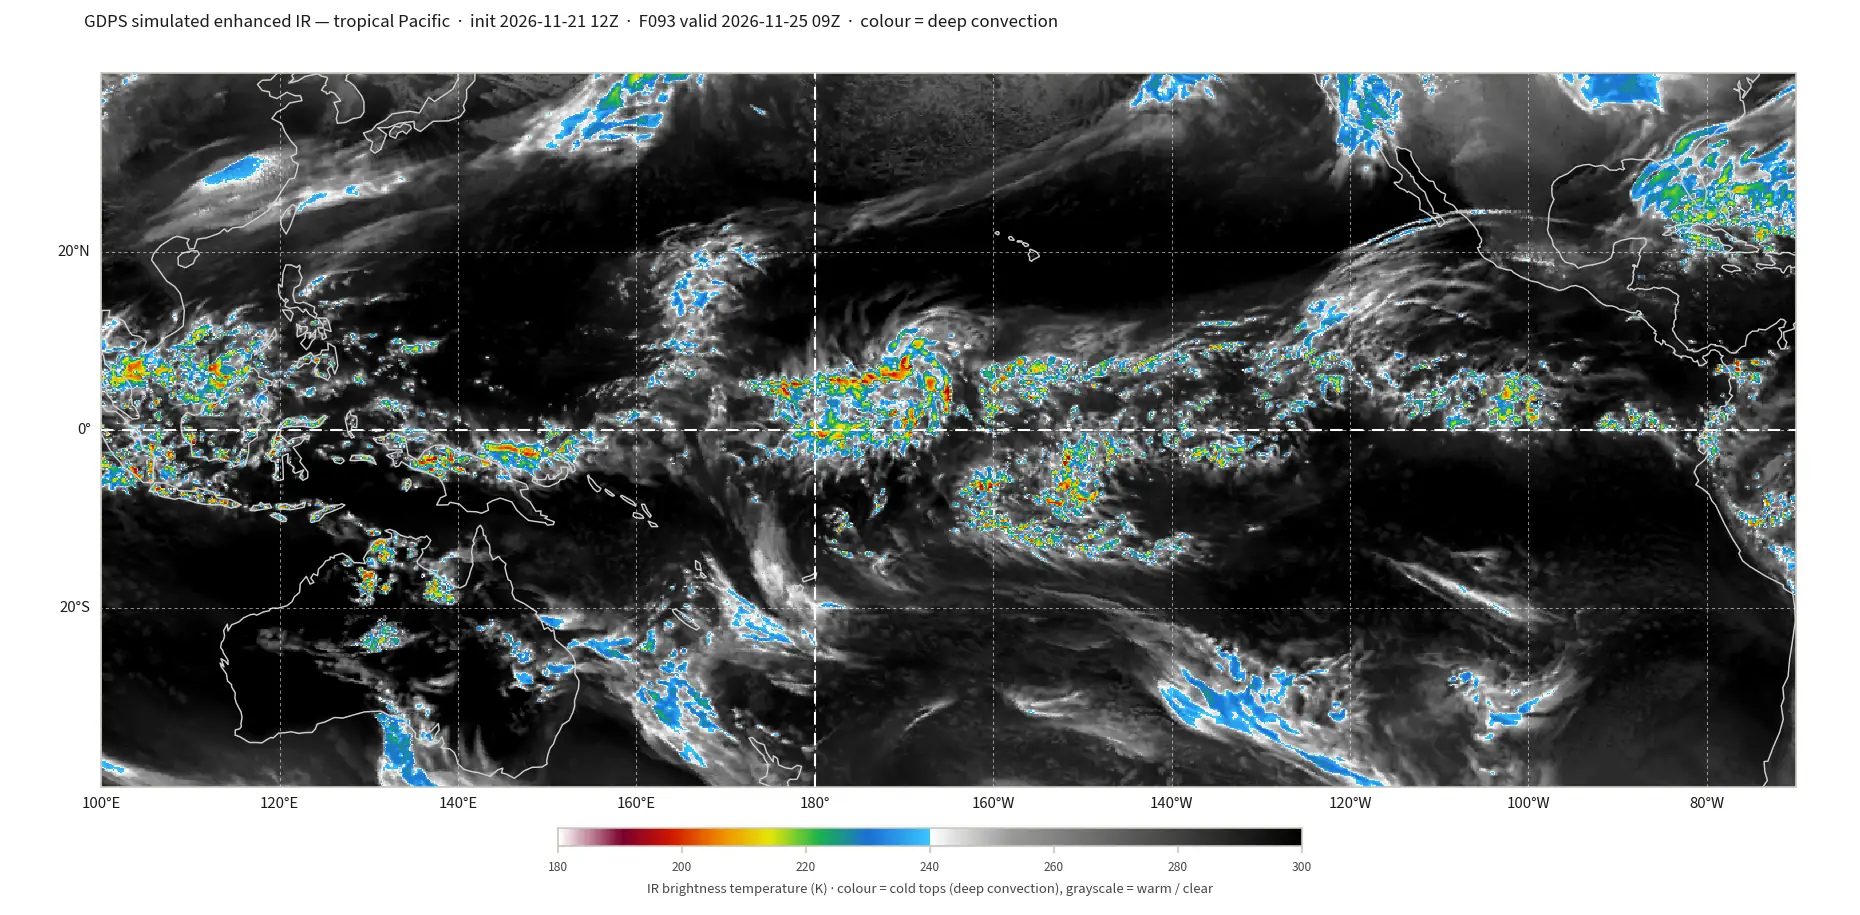 GDPS simulated enhanced IR — tropical Pacific · init 2026-11-21 12Z · F093 valid 2026-11-25 09Z · colour = deep convection
20°N
0°
20°S
100°E 120°E 140°E 160°E 180° 160°W 140°W 120°W 100°W 80°W
180 200 220 240 260 280 300
IR brightness temperature (K) · colour = cold tops (deep convection), grayscale = warm / clear